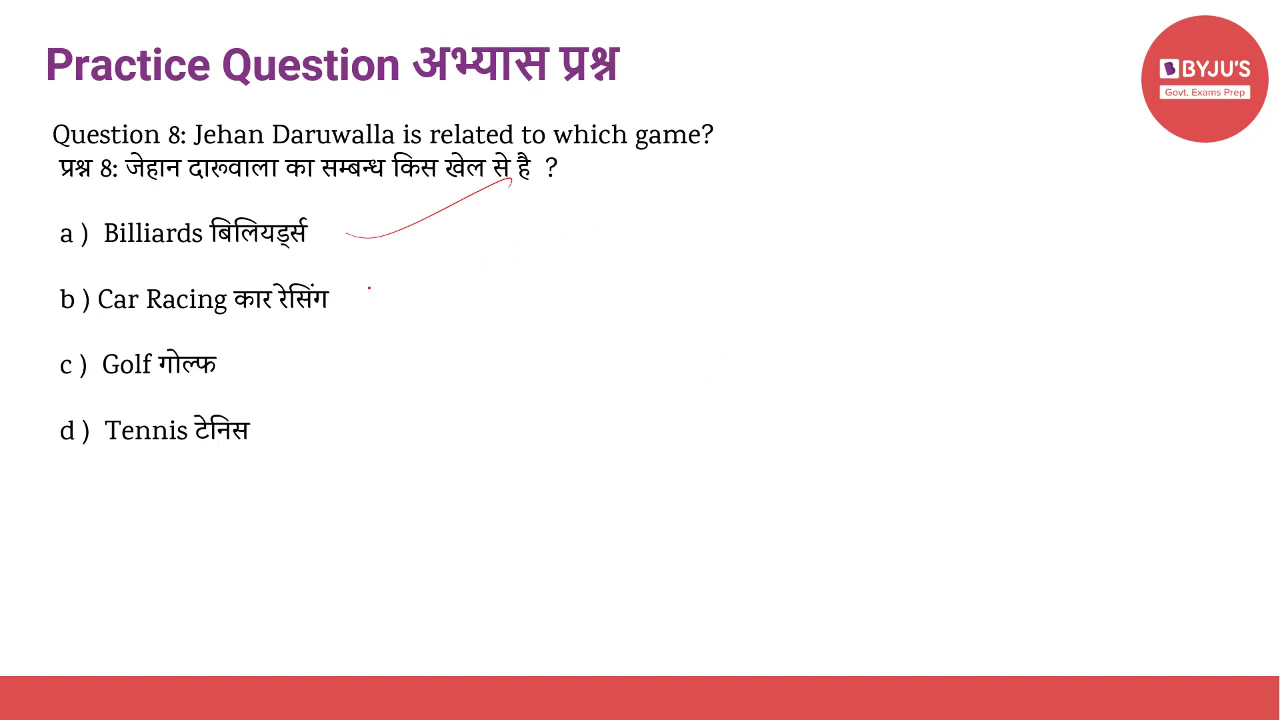 Practice Question अभ्यास प्रश्न
BYJU'S
Govt. Exams Prep
Question 8: Jehan Daruwalla is related to which game?
प्रश्न 8: जेहान दारूवाला का सम्बन्ध किस खेल से है ?
a ) Billiards बिलियर्ड्स
b ) Car Racing कार रेसिंग
c ) Golf गोल्फ
d ) Tennis टेनिस